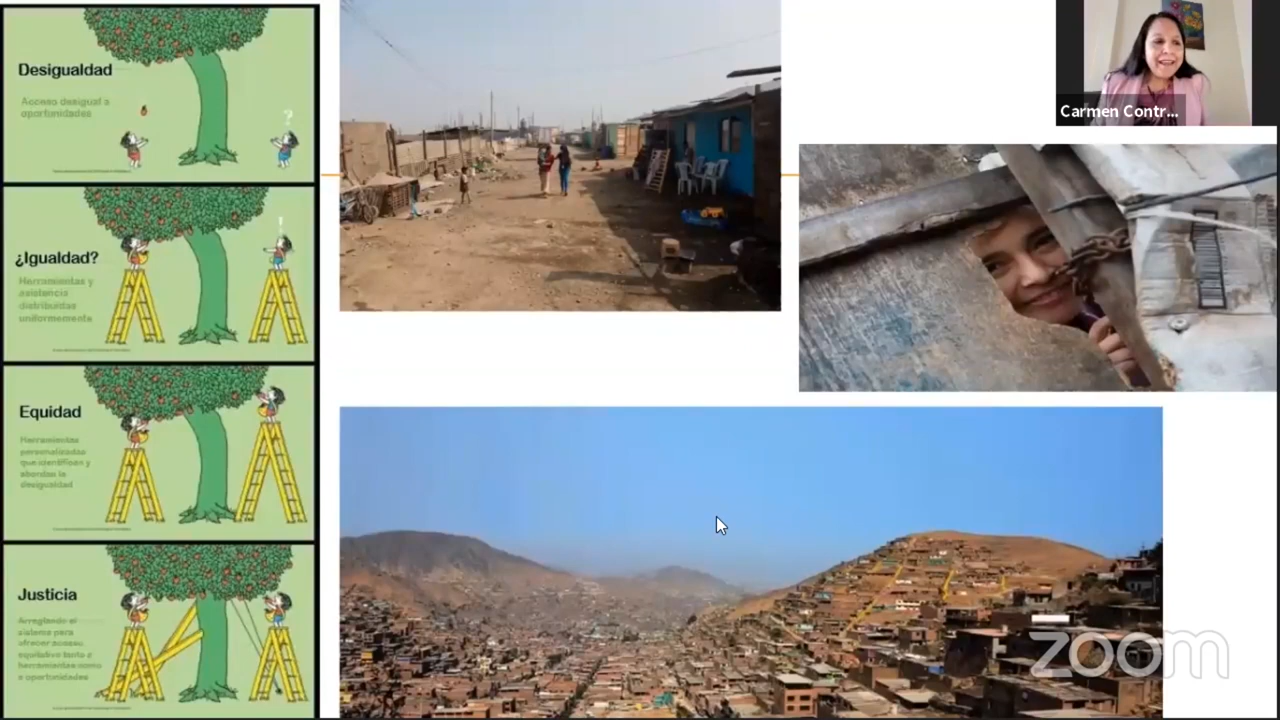 Desigualdad
Acceso desigual a
oportunidades
?
¿Igualdad?
Herramientas y
asistencia
distribuidas
uniformemente
!
Equidad
Herramientas
personalizadas
que identifican y
abordan la
desigualdad
Justicia
Arreglando el
sistema para
ofrecer acceso
equitativo tanto a
herramientas como
a oportunidades
Carmen Contr...
zoom